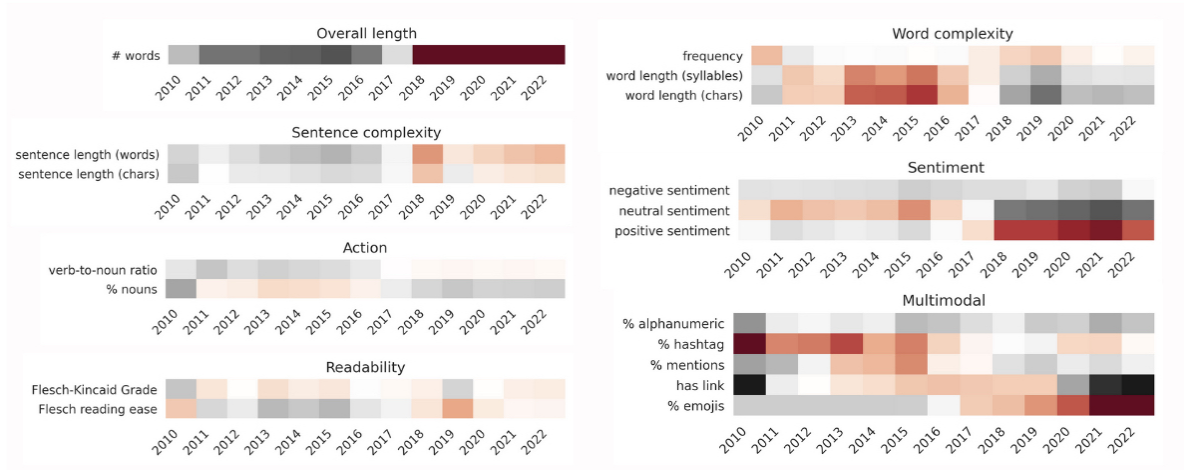 Overall length
# words
2010 2011 2012 2013 2014 2015 2016 2017 2018 2019 2020 2021 2022
Sentence complexity
sentence length (words)
sentence length (chars)
2010 2011 2012 2013 2014 2015 2016 2017 2018 2019 2020 2021 2022
Action
verb-to-noun ratio
% nouns
2010 2011 2012 2013 2014 2015 2016 2017 2018 2019 2020 2021 2022
Readability
Flesch-Kincaid Grade
Flesch reading ease
2010 2011 2012 2013 2014 2015 2016 2017 2018 2019 2020 2021 2022
Word complexity
frequency
word length (syllables)
word length (chars)
2010 2011 2012 2013 2014 2015 2016 2017 2018 2019 2020 2021 2022
Sentiment
negative sentiment
neutral sentiment
positive sentiment
2010 2011 2012 2013 2014 2015 2016 2017 2018 2019 2020 2021 2022
Multimodal
% alphanumeric
% hashtag
% mentions
has link
% emojis
2010 2011 2012 2013 2014 2015 2016 2017 2018 2019 2020 2021 2022